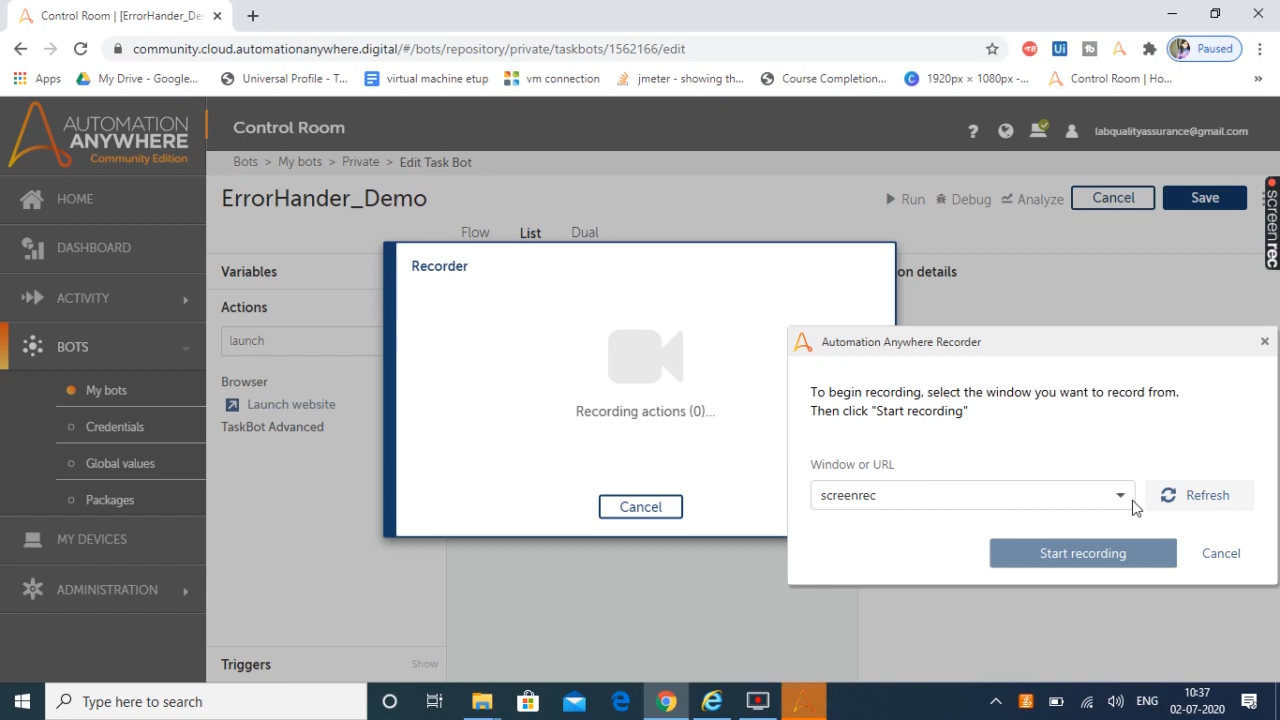 Control Room | [ErrorHander_De
community.cloud.automationanywhere.digital/#/bots/repository/private/taskbots/1562166/edit
Paused
Apps
My Drive - Google...
Universal Profile - T...
virtual machine etup
vm connection
jmeter - showing th...
Course Completion...
1920px × 1080px -...
Control Room | Ho...
AUTOMATION
ANYWHERE
Community Edition
Control Room
labqualityassurance@gmail.com
Bots > My bots > Private > Edit Task Bot
HOME
DASHBOARD
ACTIVITY
BOTS
My bots
Credentials
Global values
Packages
MY DEVICES
ADMINISTRATION
ErrorHander_Demo
Run
Debug
Analyze
Cancel
Save
screenrec
Flow
List
Dual
Variables
on details
Actions
launch
Browser
Launch website
TaskBot Advanced
Triggers
Show
Recorder
Recording actions (0)...
Cancel
Automation Anywhere Recorder
To begin recording, select the window you want to record from.
Then click "Start recording"
Window or URL
screenrec
Refresh
Start recording
Cancel
Type here to search
ENG
10:37
02-07-2020